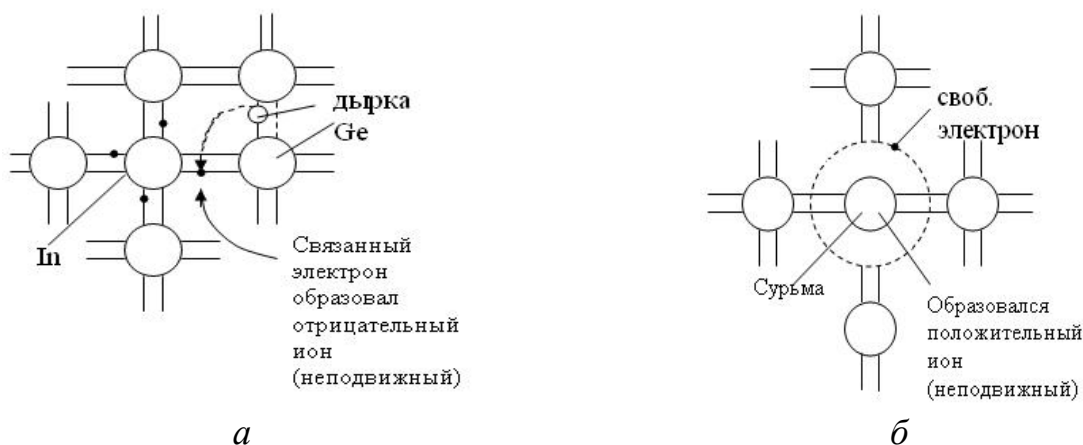 дырка
Ge
In
Связанный
электрон
образовал
отрицательный
ион
(неподвижный)
а
своб.
электрон
Сурьма
Образовался
положительный
ион
(неподвижный)
б